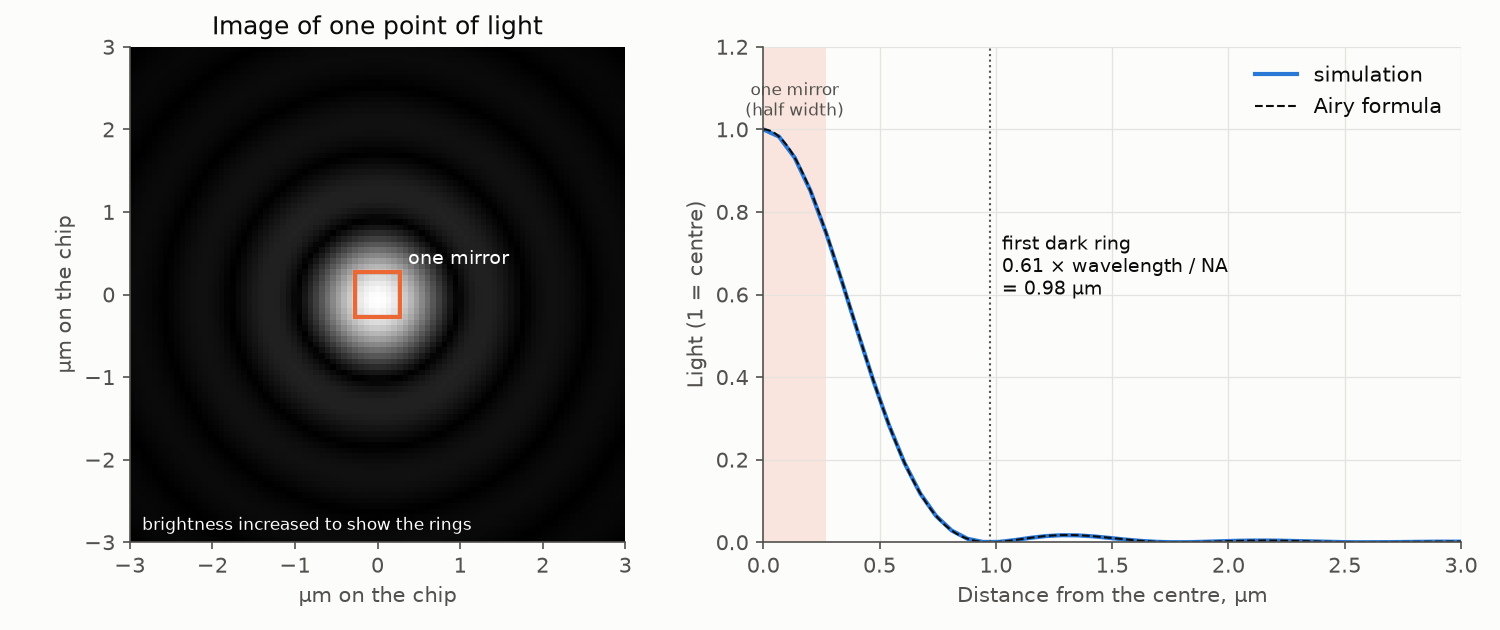 Image of one point of light
3
2
1
0
−1
−2
−3
μm on the chip
one mirror
brightness increased to show the rings
−3 −2 −1 0 1 2 3
μm on the chip
1.2
1.0
0.8
0.6
0.4
0.2
0.0
Light (1 = centre)
one mirror
(half width)
simulation
Airy formula
first dark ring
0.61 × wavelength / NA
= 0.98 μm
0.0 0.5 1.0 1.5 2.0 2.5 3.0
Distance from the centre, μm